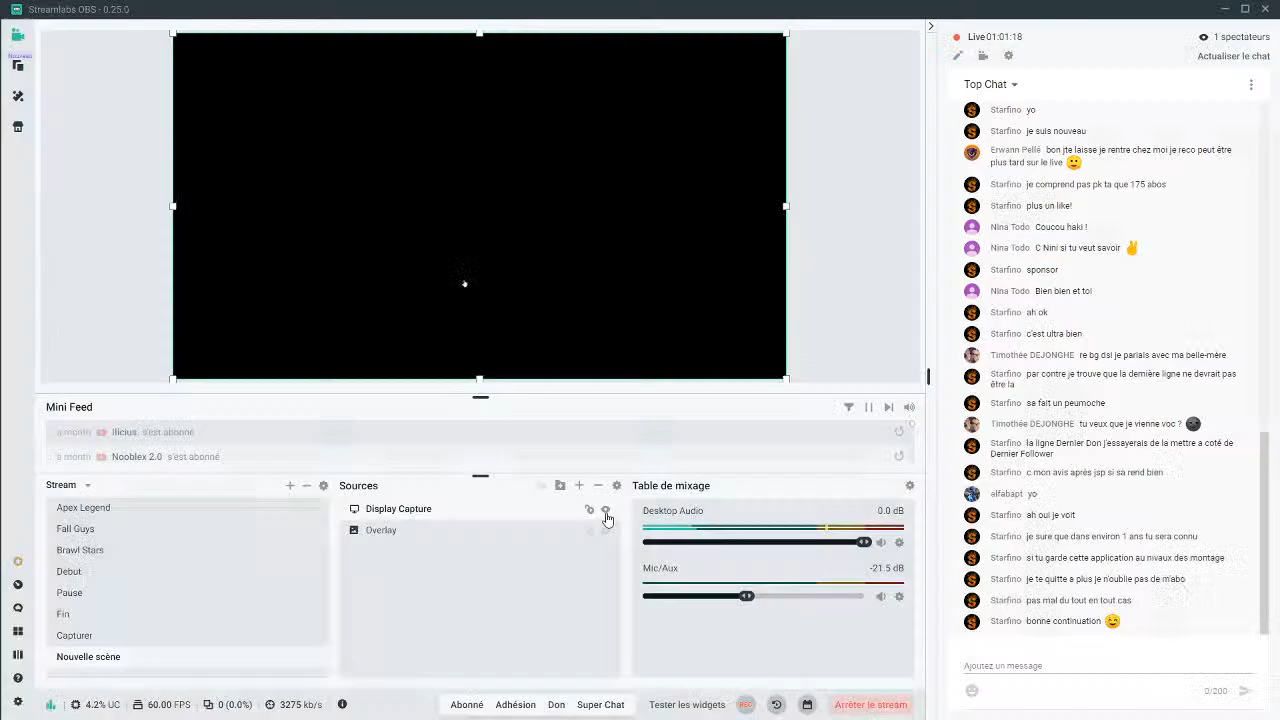 Streamlabs OBS - 0.25.0
Nouveau
Live 01:01:18
1 spectateurs
Actualiser le chat
Top Chat
Starfino yo
Starfino je suis nouveau
Erwann Pellé bon jte laisse je rentre chez moi je reco peut être
plus tard sur le live
Starfino je comprend pas pk ta que 175 abos
Starfino plus un like!
Nina Todo Coucou haki !
Nina Todo C Nini si tu veut savoir
Starfino sponsor
Nina Todo Bien bien et toi
Starfino ah ok
Starfino c'est ultra bien
Timothée DEJONGHE re bg dsl je parlais avec ma belle-mère
Starfino par contre je trouve que la dernière ligne ne devrait pas
être la
Starfino sa fait un peumoche
Timothée DEJONGHE tu veux que je vienne voc ?
Starfino la ligne Dernier Don j'essayerais de la mettre a coté de
Dernier Follower
Starfino c mon avis après jsp si sa rend bien
alfabapt yo
Starfino ah oui je voit
Starfino je sure que dans environ 1 ans tu sera connu
Starfino si tu garde cette application au nivaux des montage
Starfino je te quitte a plus je n'oublie pas de m'abo
Starfino pas mal du tout en tout cas
Starfino bonne continuation
Ajoutez un message
0/200
Mini Feed
a month Ilicius s'est abonné
a month Nooblex 2.0 s'est abonné
Stream
Apex Legend
Fall Guys
Brawl Stars
Debut
Pause
Fin
Capturer
Nouvelle scène
Sources
Display Capture
Overlay
Table de mixage
Desktop Audio 0.0 dB
Mic/Aux -21.5 dB
60.00 FPS
0 (0.0%)
3275 kb/s
Abonné
Adhésion
Don
Super Chat
Tester les widgets
REC
Arrêter le stream